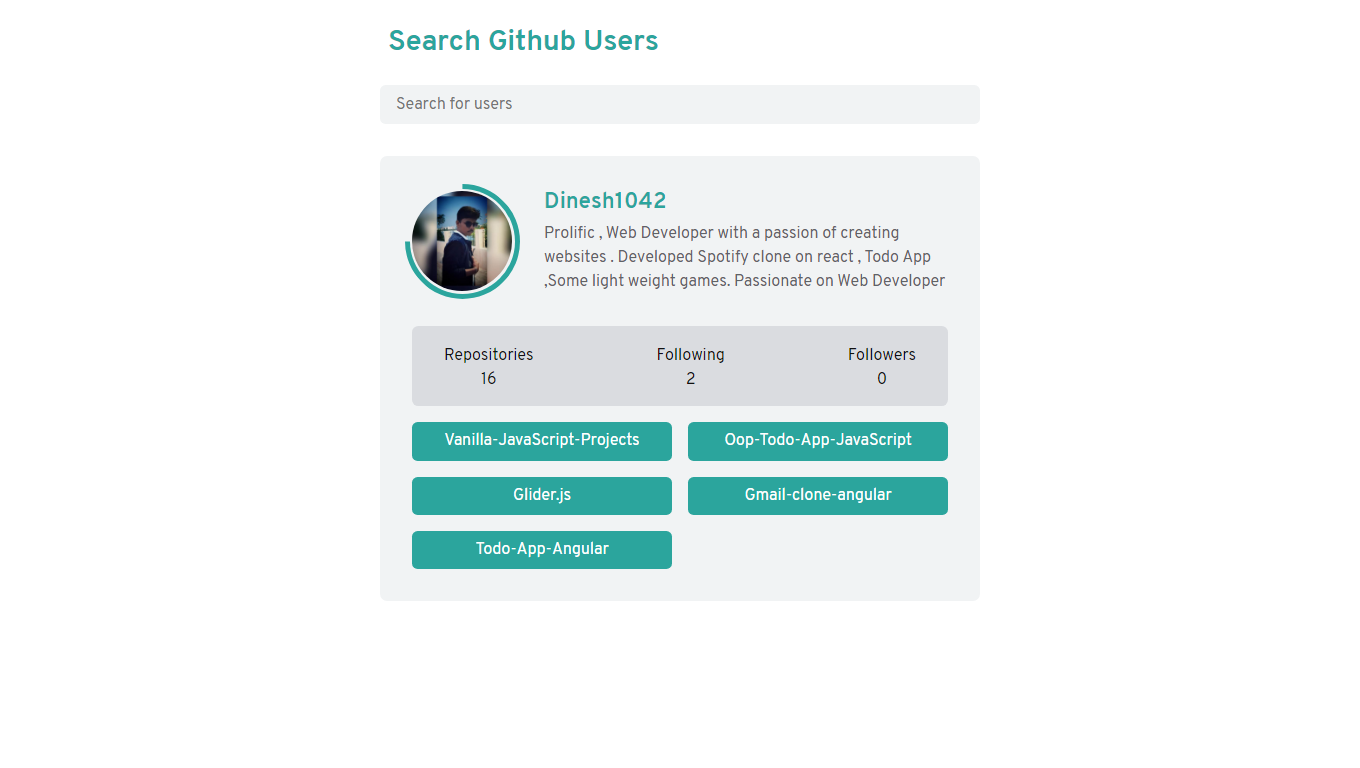 Search Github Users
Search for users
Dinesh1042
Prolific , Web Developer with a passion of creating
websites . Developed Spotify clone on react , Todo App
,Some light weight games. Passionate on Web Developer
Repositories Following Followers
16 2 0
Vanilla-JavaScript-Projects Oop-Todo-App-JavaScript
Glider.js Gmail-clone-angular
Todo-App-Angular